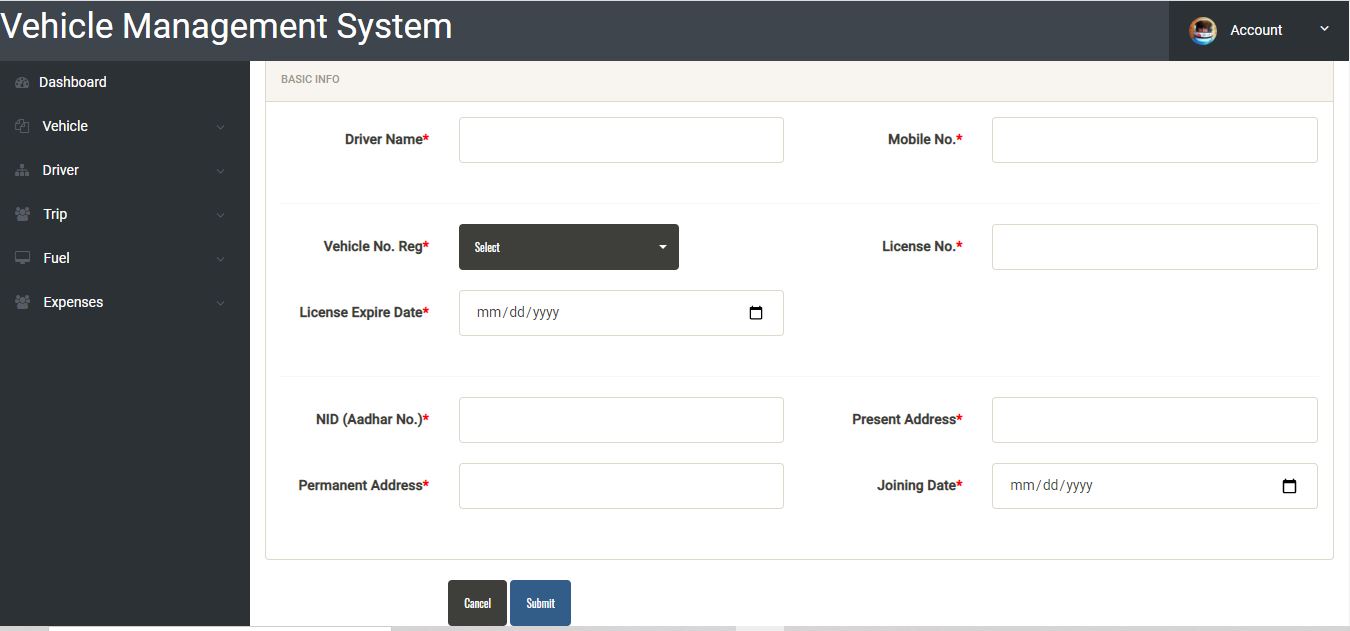 Vehicle Management System
Account
Dashboard
Vehicle
Driver
Trip
Fuel
Expenses
BASIC INFO
Driver Name*
Mobile No.*
Vehicle No. Reg*
Select
License No.*
License Expire Date*
mm/dd/yyyy
NID (Aadhar No.)*
Present Address*
Permanent Address*
Joining Date*
mm/dd/yyyy
Cancel
Submit